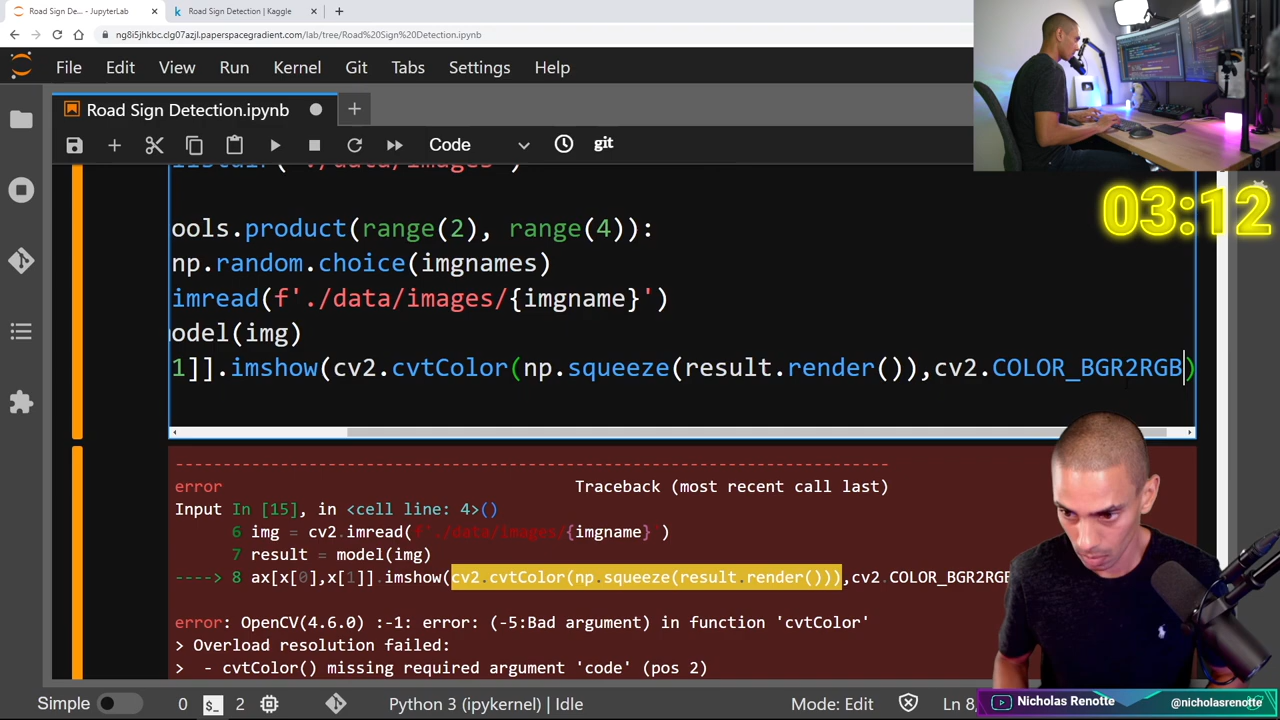 Road Sign De... - JupyterLab
Road Sign Detection | Kaggle
ng8i5jhkbc.clg07azjl.paperspacegradient.com/lab/tree/Road%20Sign%20Detection.ipynb
File Edit View Run Kernel Git Tabs Settings Help
Road Sign Detection.ipynb
Code
git
03:12
('./data/images')
ools.product(range(2), range(4)):
np.random.choice(imgnames)
imread(f'./data/images/{imgname}')
odel(img)
1]].imshow(cv2.cvtColor(np.squeeze(result.render()),cv2.COLOR_BGR2RGB)
---------------------------------------------------------------------------
error Traceback (most recent call last)
Input In [15], in <cell line: 4>()
6 img = cv2.imread(f'./data/images/{imgname} )
7 result = model(img)
----> 8 ax[x[0],x[1]].imshow(cv2.cvtColor(np.squeeze(result.render())),cv2.COLOR_BGR2RGB
error: OpenCV(4.6.0) :-1: error: (-5:Bad argument) in function 'cvtColor'
> Overload resolution failed:
> - cvtColor() missing required argument 'code' (pos 2)
Simple 0 2 Python 3 (ipykernel) | Idle Mode: Edit Ln 8,
Nicholas Renotte @nicholasrenotte